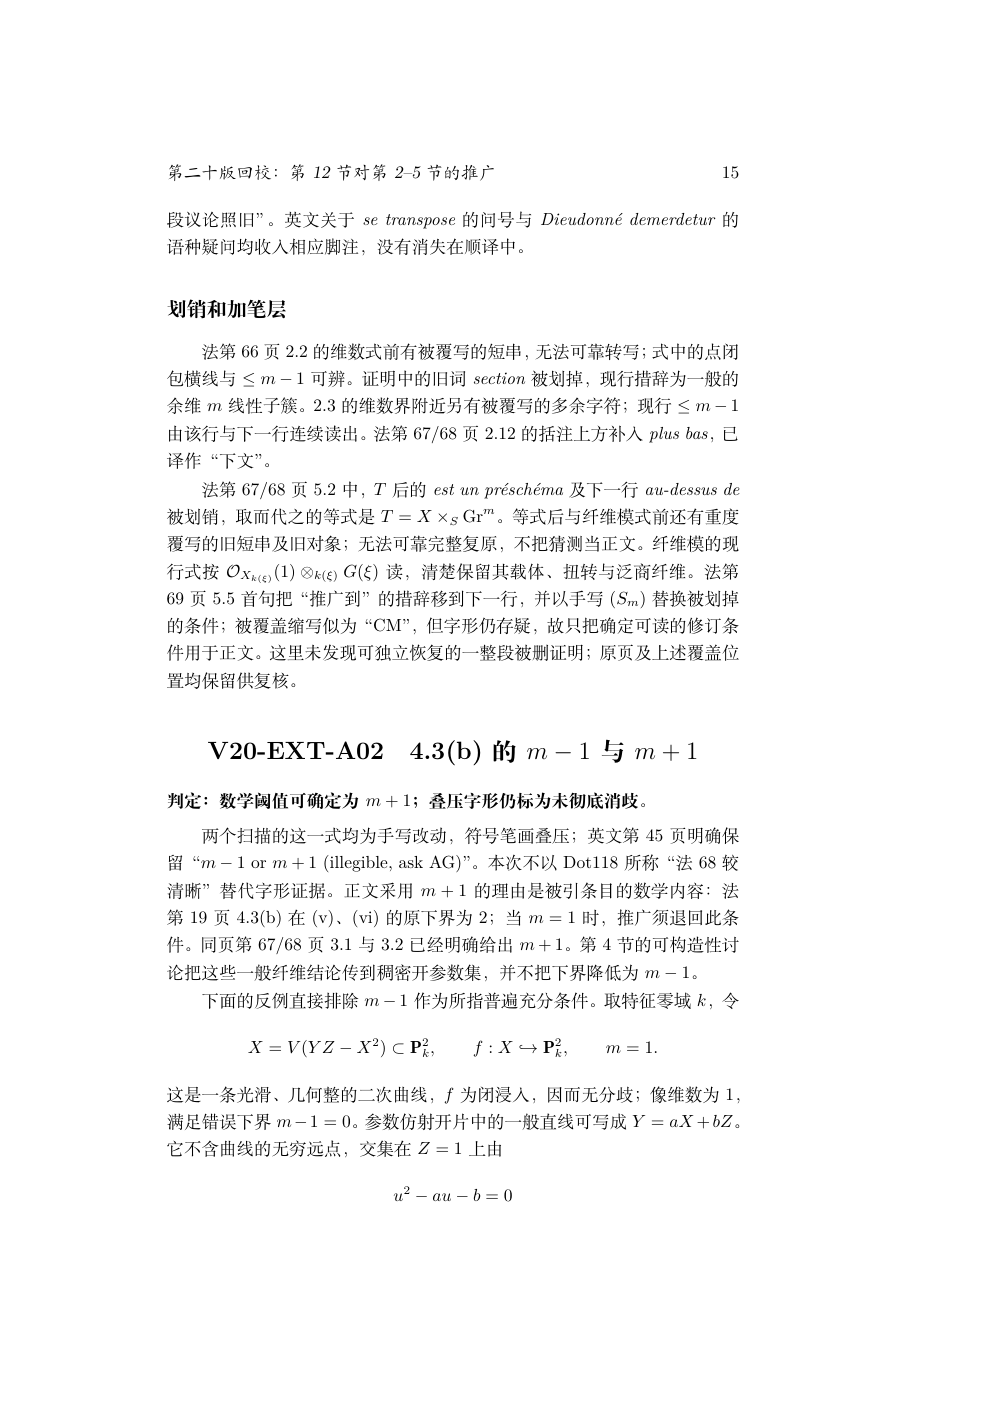 第二十版回校：第 12 节对第 2–5 节的推广 15
段议论照旧”。英文关于 se transpose 的问号与 Dieudonné demerdetur 的
语种疑问均收入相应脚注，没有消失在顺译中。
划销和加笔层
法第 66 页 2.2 的维数式前有被覆写的短串，无法可靠转写；式中的点闭
包横线与 ≤ m − 1 可辨。证明中的旧词 section 被划掉，现行措辞为一般的
余维 m 线性子簇。2.3 的维数界附近另有被覆写的多余字符；现行 ≤ m − 1
由该行与下一行连续读出。法第 67/68 页 2.12 的括注上方补入 plus bas，已
译作“下文”。
法第 67/68 页 5.2 中，T 后的 est un préschéma 及下一行 au-dessus de
被划销，取而代之的等式是 T = X ×_S Gr^m。等式后与纤维模式前还有重度
覆写的旧短串及旧对象；无法可靠完整复原，不把猜测当正文。纤维模的现
行式按 𝒪_{X_{k(ξ)}}(1) ⊗_{k(ξ)} G(ξ) 读，清楚保留其载体、扭转与泛商纤维。法第
69 页 5.5 首句把“推广到”的措辞移到下一行，并以手写 (S_m) 替换被划掉
的条件；被覆盖缩写似为“CM”，但字形仍存疑，故只把确定可读的修订条
件用于正文。这里未发现可独立恢复的一整段被删证明；原页及上述覆盖位
置均保留供复核。
V20-EXT-A02 4.3(b) 的 m − 1 与 m + 1
判定：数学阈值可确定为 m + 1；叠压字形仍标为未彻底消歧。
两个扫描的这一式均为手写改动，符号笔画叠压；英文第 45 页明确保
留“m − 1 or m + 1 (illegible, ask AG)”。本次不以 Dot118 所称“法 68 较
清晰”替代字形证据。正文采用 m + 1 的理由是被引条目的数学内容：法
第 19 页 4.3(b) 在 (v)、(vi) 的原下界为 2；当 m = 1 时，推广须退回此条
件。同页第 67/68 页 3.1 与 3.2 已经明确给出 m + 1。第 4 节的可构造性讨
论把这些一般纤维结论传到稠密开参数集，并不把下界降低为 m − 1。
下面的反例直接排除 m − 1 作为所指普遍充分条件。取特征零域 k，令
X = V(YZ − X²) ⊂ P²_k, f : X ↪ P²_k, m = 1.
这是一条光滑、几何整的二次曲线，f 为闭浸入，因而无分歧；像维数为 1，
满足错误下界 m − 1 = 0。参数仿射开片中的一般直线可写成 Y = aX + bZ。
它不含曲线的无穷远点，交集在 Z = 1 上由
u² − au − b = 0